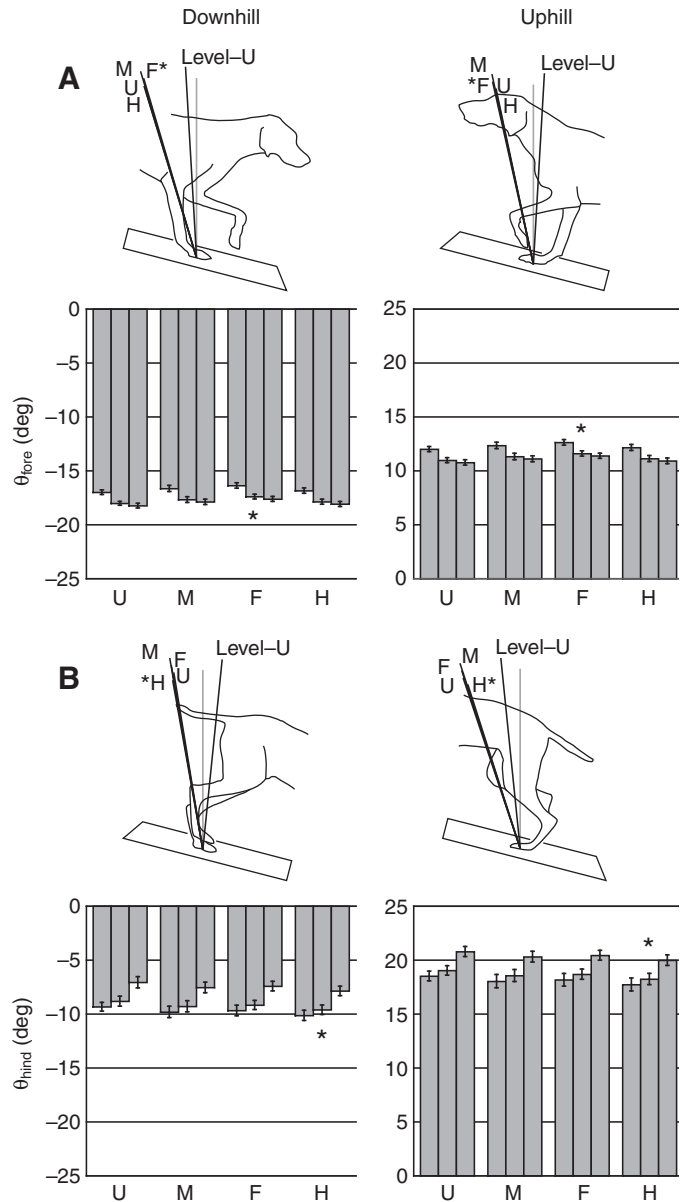 Downhill Uphill
A
M F* Level–U
U
H
M Level–U
*F U
H
0
–5
–10
–15
–20
–25
θfore (deg)
*
U M F H
25
20
15
10
5
0
*
U M F H
B
M F Level–U
*H U
F M Level–U
U H*
0
–5
–10
–15
–20
–25
θhind (deg)
*
U M F H
25
20
15
10
5
0
*
U M F H